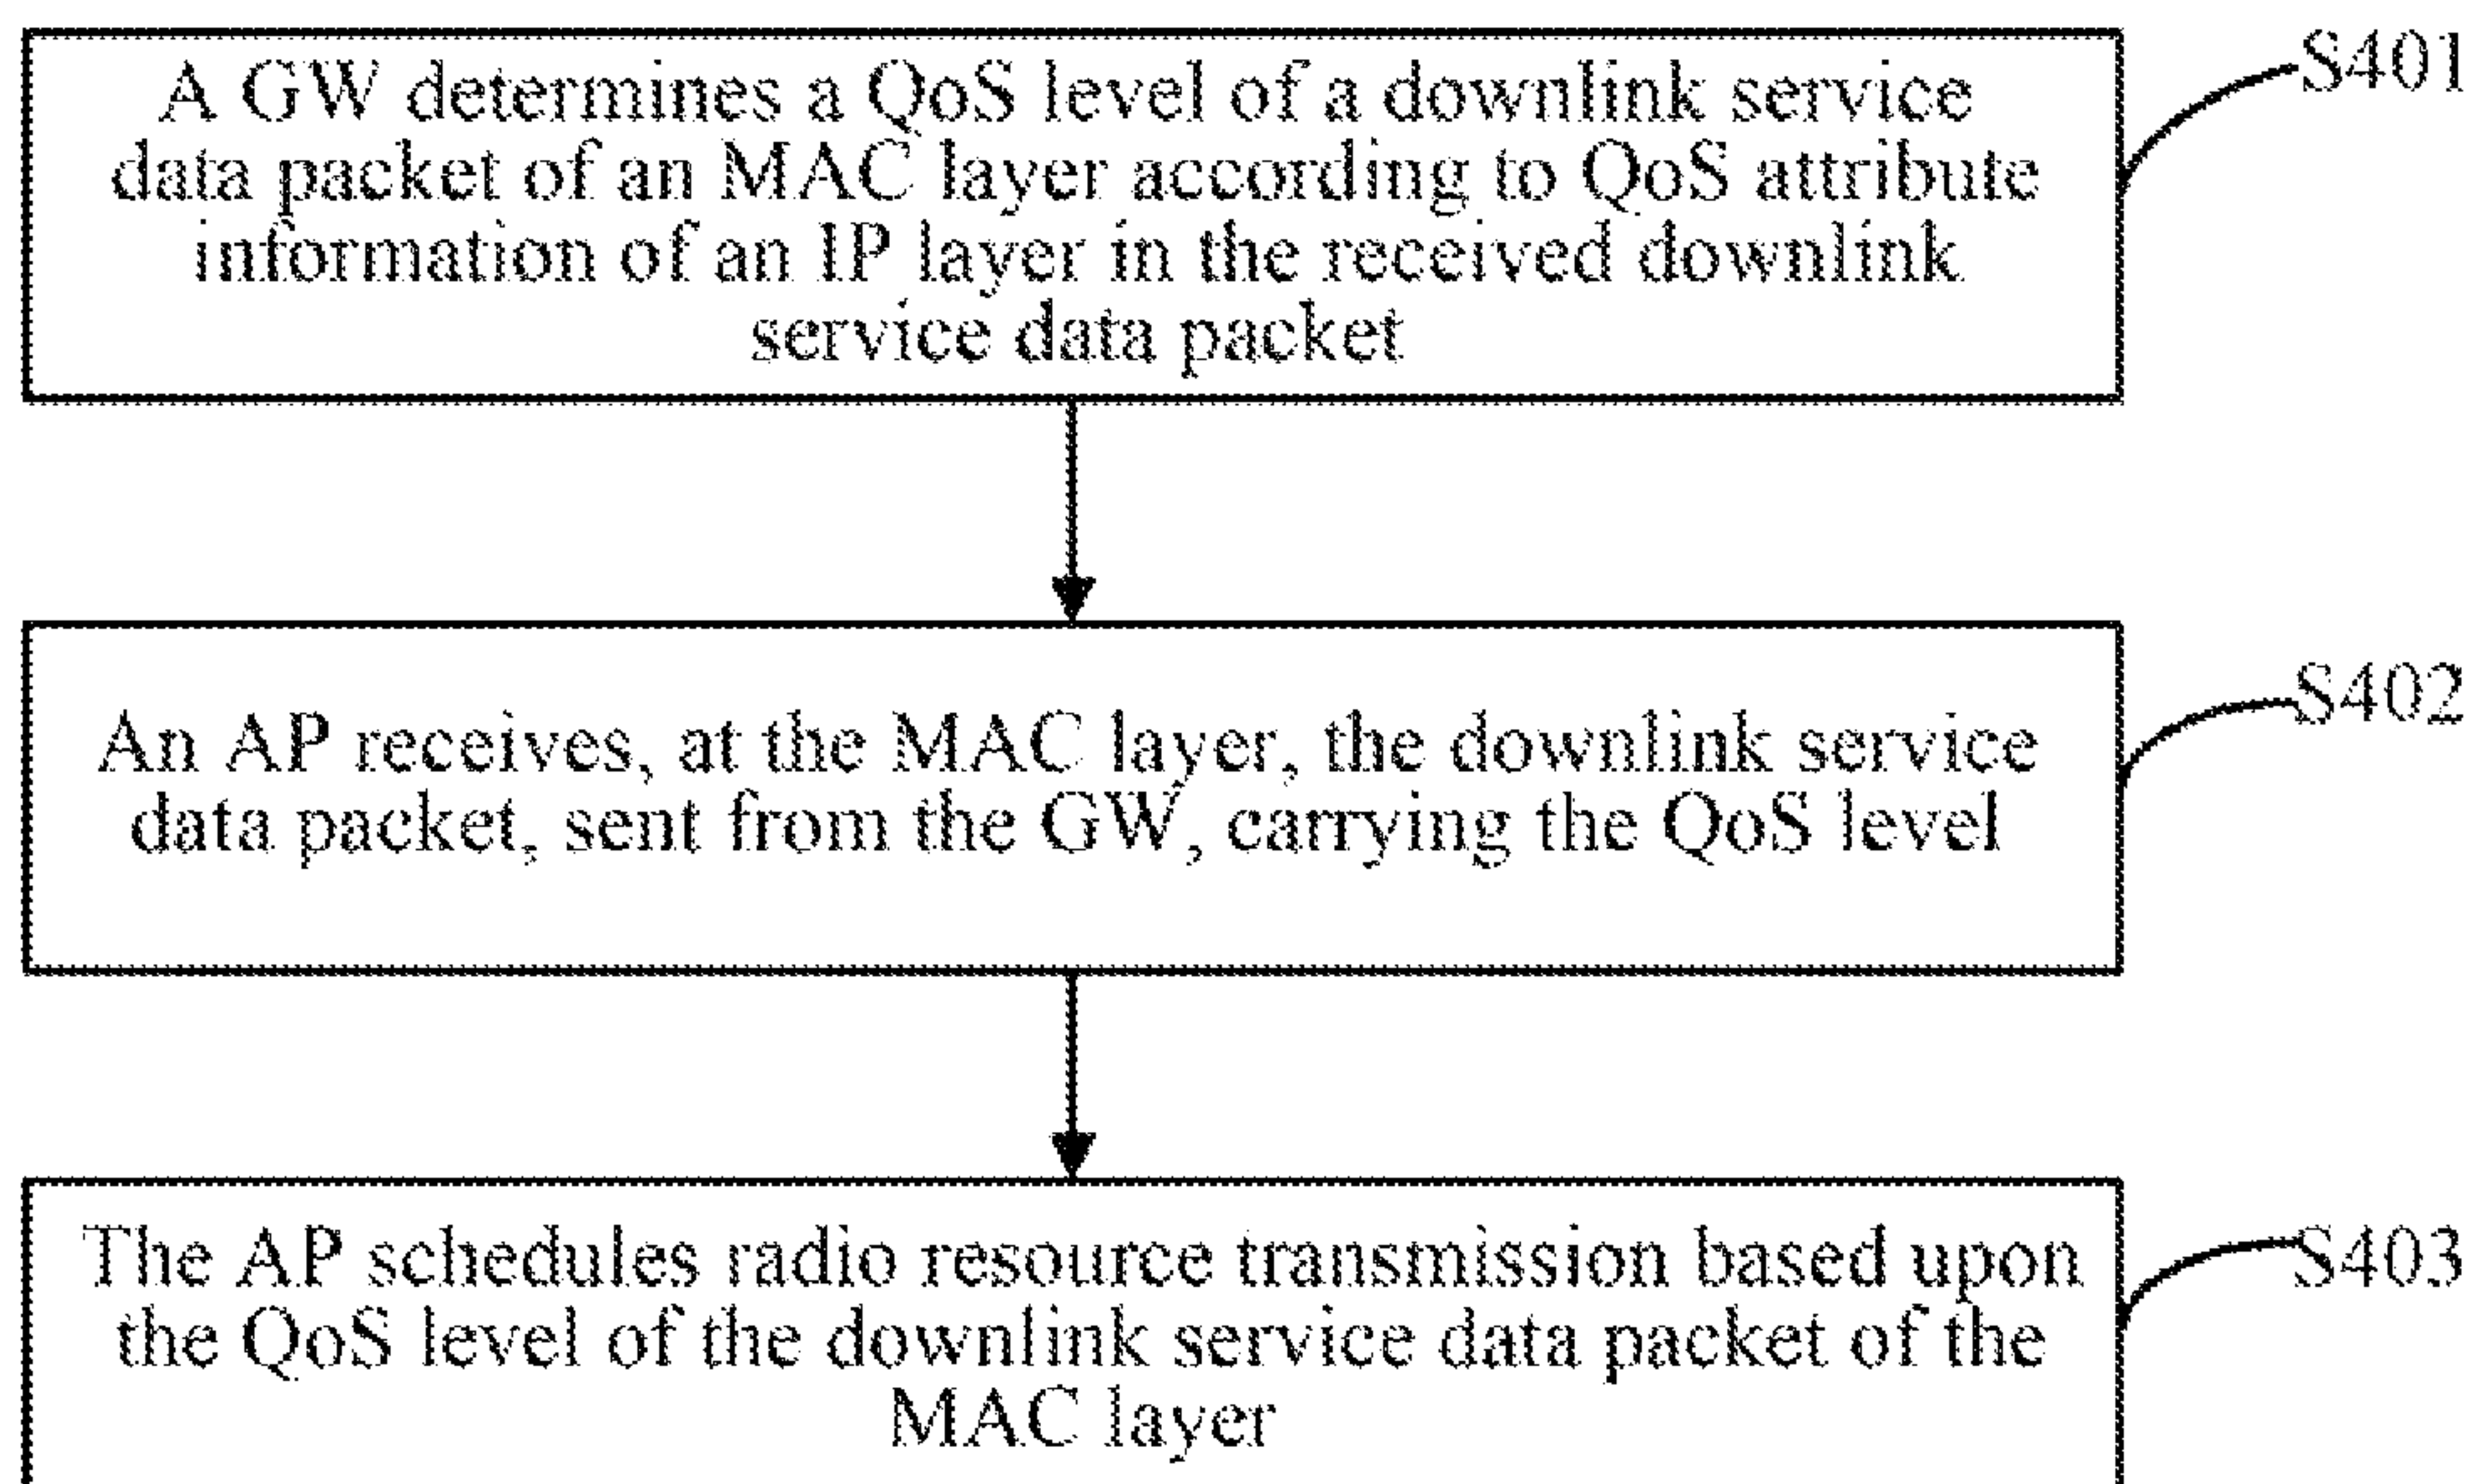 A GW determines a QoS level of a downlink service
data packet of an MAC layer according to QoS attribute
information of an IP layer in the received downlink
service data packet
S401
An AP receives, at the MAC layer, the downlink service
data packet, sent from the GW, carrying the QoS level
S402
The AP schedules radio resource transmission based upon
the QoS level of the downlink service data packet of the
MAC layer
S403